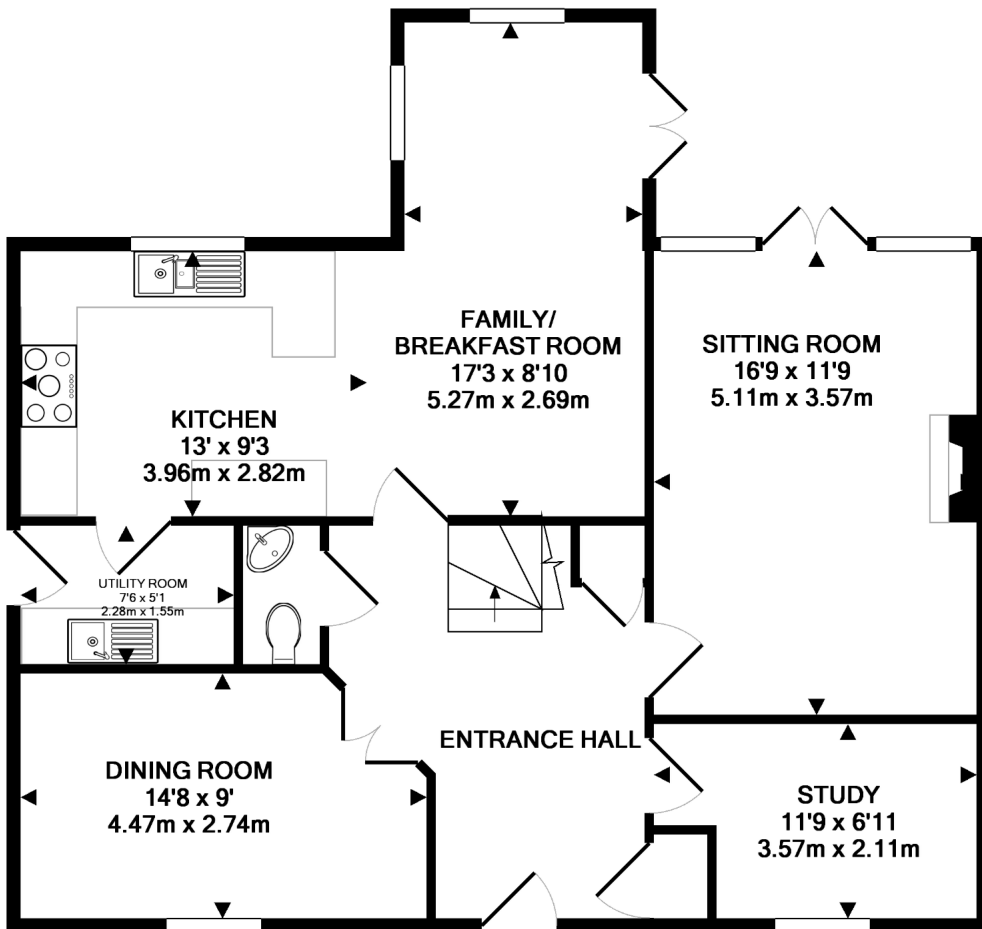 FAMILY/
BREAKFAST ROOM
17'3 x 8'10
5.27m x 2.69m
SITTING ROOM
16'9 x 11'9
5.11m x 3.57m
KITCHEN
13' x 9'3
3.96m x 2.82m
UTILITY ROOM
7'6 x 5'1
2.28m x 1.55m
ENTRANCE HALL
DINING ROOM
14'8 x 9'
4.47m x 2.74m
STUDY
11'9 x 6'11
3.57m x 2.11m